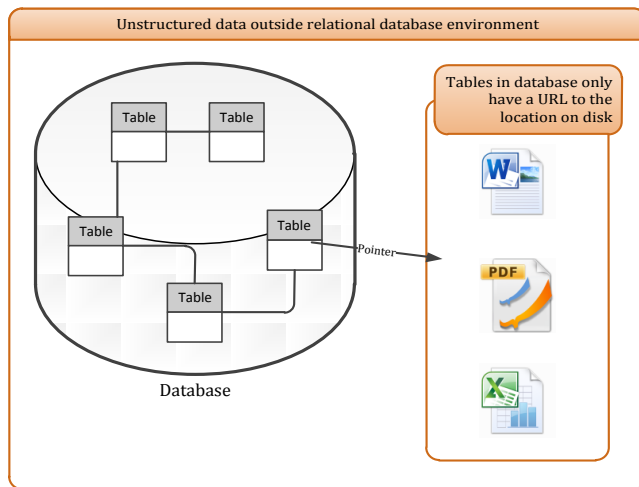 Unstructured data outside relational database environment
Tables in database only
have a URL to the
location on disk
Table
Table
Table
Table
Table
Pointer
W
PDF
X
Database